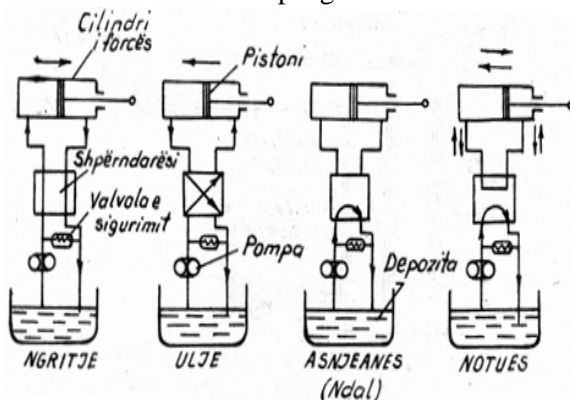 Cilindri
i forcës
Pistoni
Shpërndarësi
Valvola e
sigurimit
Pompa
Depozita
NGRITJE
ULJE
ASNJEANES
(Ndal)
NOTUES